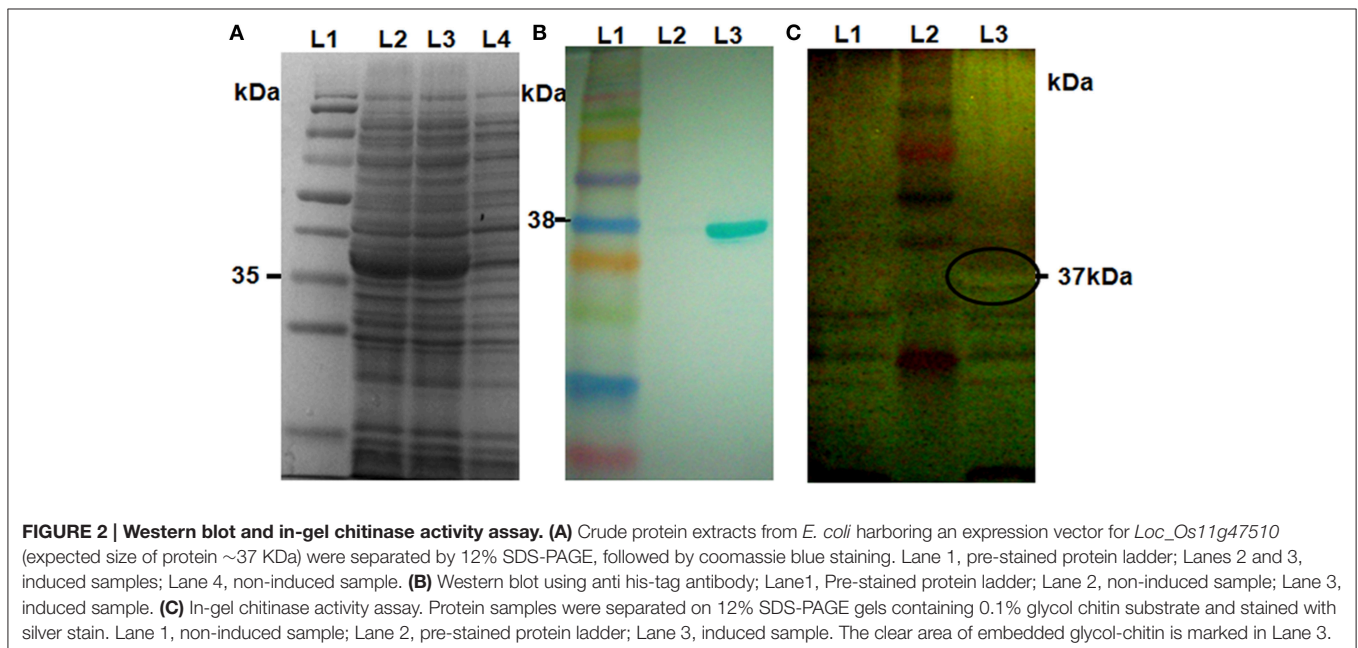 A L1 L2 L3 L4 B L1 L2 L3 C L1 L2 L3
kDa kDa kDa
38
35 37kDa
FIGURE 2 | Western blot and in-gel chitinase activity assay. (A) Crude protein extracts from E. coli harboring an expression vector for Loc_Os11g47510
(expected size of protein ∼37 KDa) were separated by 12% SDS-PAGE, followed by coomassie blue staining. Lane 1, pre-stained protein ladder; Lanes 2 and 3,
induced samples; Lane 4, non-induced sample. (B) Western blot using anti his-tag antibody; Lane1, Pre-stained protein ladder; Lane 2, non-induced sample; Lane 3,
induced sample. (C) In-gel chitinase activity assay. Protein samples were separated on 12% SDS-PAGE gels containing 0.1% glycol chitin substrate and stained with
silver stain. Lane 1, non-induced sample; Lane 2, pre-stained protein ladder; Lane 3, induced sample. The clear area of embedded glycol-chitin is marked in Lane 3.